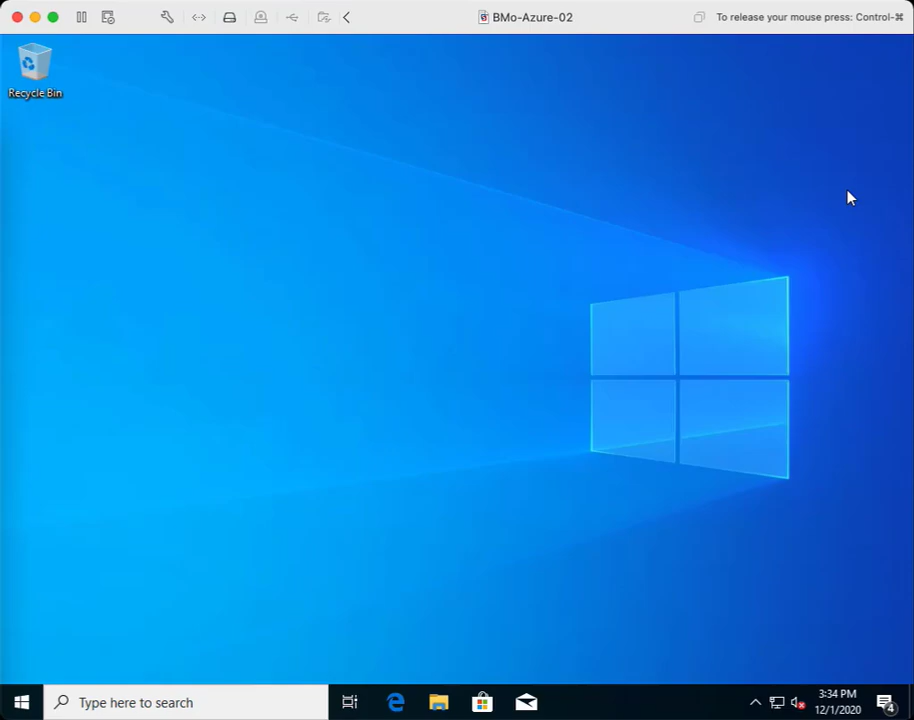 BMo-Azure-02
To release your mouse press: Control-⌘
Recycle Bin
Type here to search
3:34 PM
12/1/2020
4